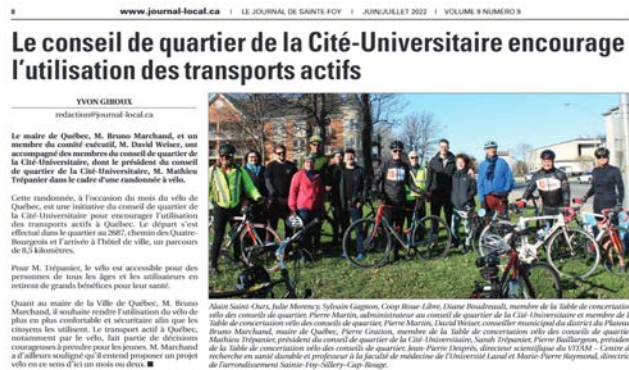 8 www.journal-local.ca | LE JOURNAL DE SAINTE-FOY | JUIN/JUILLET 2022 | VOLUME 9 NUMÉRO 9
Le conseil de quartier de la Cité-Universitaire encourage
l'utilisation des transports actifs
YVON GIROUX
redaction@journal-local.ca
Le maire de Québec, M. Bruno Marchand, et un
membre du comité exécutif, M. David Weiser, ont
accompagné des membres du conseil de quartier de
la Cité-Universitaire, dont le président du conseil
de quartier de la Cité-Universitaire, M. Mathieu
Trépanier dans le cadre d'une randonnée à vélo.
Cette randonnée, à l'occasion du mois du vélo de
Québec, est une initiative du conseil de quartier de
la Cité-Universitaire pour encourager l'utilisation
des transports actifs à Québec. Le départ s'est
effectué dans le quartier au 2687, chemin des Quatre-
Bourgeois et l'arrivée à l'hôtel de ville, un parcours
de 8,5 kilomètres.
Pour M. Trépanier, le vélo est accessible pour des
personnes de tous les âges et les utilisateurs en
retirent de grands bénéfices pour leur santé.
Quant au maire de la Ville de Québec, M. Bruno
Marchand, il souhaite rendre l'utilisation du vélo de
plus en plus confortable et sécuritaire afin que les
citoyens les utilisent. Le transport actif à Québec,
notamment par le vélo, fait partie de décisions
courageuses à prendre pour les jeunes. M. Marchand
a d'ailleurs souligné qu'il entend proposer un projet
vélo en ce sens d'ici un mois ou deux. ■
Alain Saint-Ours, Julie Morency, Sylvain Gagnon, Coop Roue-Libre, Diane Boudreault, membre de la Table de concertation
vélo des conseils de quartier, Pierre Martin, administrateur au conseil de quartier de la Cité-Universitaire et membre de l
Table de concertation vélo des conseils de quartier, Pierre Martin, David Weiser, conseiller municipal du district du Plateau
Bruno Marchand, maire de Québec, Pierre Gratton, membre de la Table de concertation vélo des conseils de quartier
Mathieu Trépanier, président du conseil de quartier de la Cité-Universitaire, Sarah Trépanier, Pierre Baillargeon, présiden
de la Table de concertation vélo des conseils de quartier, Jean-Pierre Després, directeur scientifique du VITAM – Centre d
recherche en santé durable et professeur à la faculté de médecine de l'Université Laval et Marie-Pierre Raymond, directric
de l'arrondissement Sainte-Foy–Sillery–Cap-Rouge.